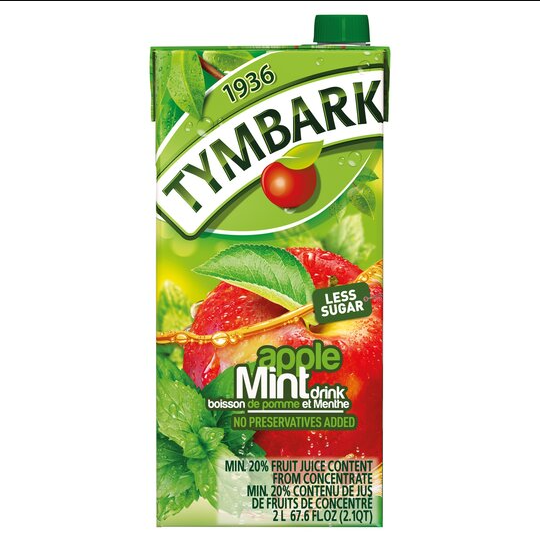 1936
TYMBARK
LESS
SUGAR
apple
Mint drink
boisson de pomme et Menthe
NO PRESERVATIVES ADDED
MIN. 20% FRUIT JUICE CONTENT
FROM CONCENTRATE
MIN. 20% CONTENU DE JUS
DE FRUITS DE CONCENTRÉ
2 L 67.6 FL OZ (2.1QT)